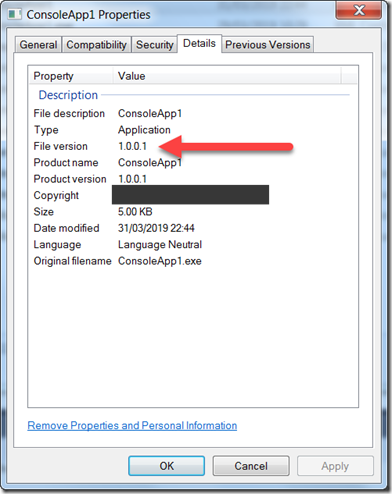 ConsoleApp1 Properties
General Compatibility Security Details Previous Versions
Property Value
Description
File description ConsoleApp1
Type Application
File version 1.0.0.1
Product name ConsoleApp1
Product version 1.0.0.1
Copyright
Size 5.00 KB
Date modified 31/03/2019 22:44
Language Language Neutral
Original filename ConsoleApp1.exe
Remove Properties and Personal Information
OK Cancel Apply